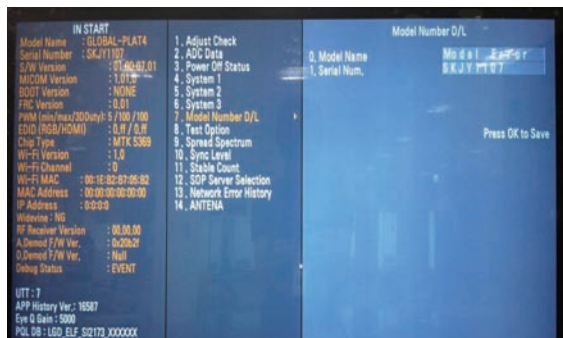 IN START
Model Name : GLOBAL-PLAT4
Serial Number : SKJY1107
S/W Version : 01.00.07.01
MICOM Version : 1.01.0
BOOT Version : NONE
FRC Version : 0.01
PWM (min/max/3DDuty): 5 /100 /100
EDID (RGB/HDMI) : 0.ff / 0.ff
Chip Type : MTK 5369
Wi-Fi Version : 1.0
Wi-Fi Channel : 0
Wi-Fi MAC : 00:1E:B2:B7:05:B2
MAC Address : 00:00:00:00:00:00
IP Address : 0:0:0:0
Widevine : NG
RF Receiver Version : 00.00.00
A.Demod F/W Ver. : 0x20b2f
D.Demod F/W Ver. : Null
Debug Status : EVENT
UTT : 7
APP History Ver.: 16587
Eye Q Gain : 5000
PQL DB : LGD_ELF_SI2173_XXXXXX
1. Adjust Check
2. ADC Data
3. Power Off Status
4. System 1
5. System 2
6. System 3
7. Model Number D/L
8. Test Option
9. Spread Spectrum
10. Sync Level
11. Stable Count
12. SDP Server Selection
13. Network Error History
14. ANTENA
Model Number D/L
0. Model Name Model Error
1. Serial Num. SKJY1107
Press OK to Save